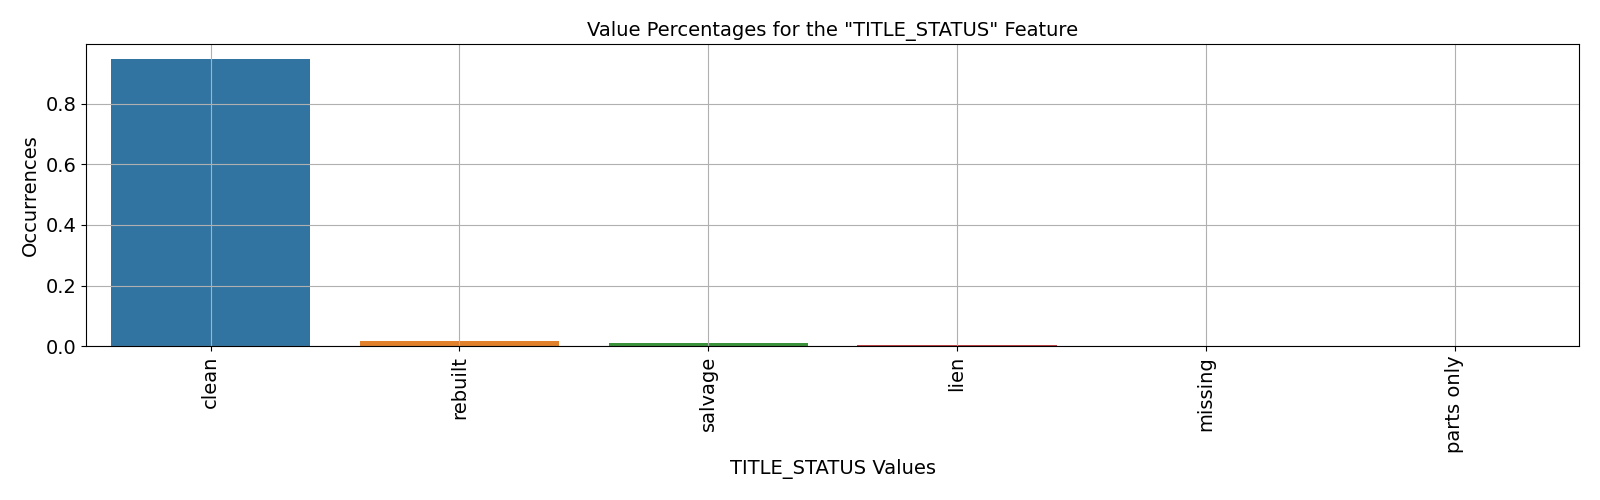 Value Percentages for the "TITLE_STATUS" Feature
Occurrences
0.8
0.6
0.4
0.2
0.0
clean
rebuilt
salvage
lien
missing
parts only
TITLE_STATUS Values